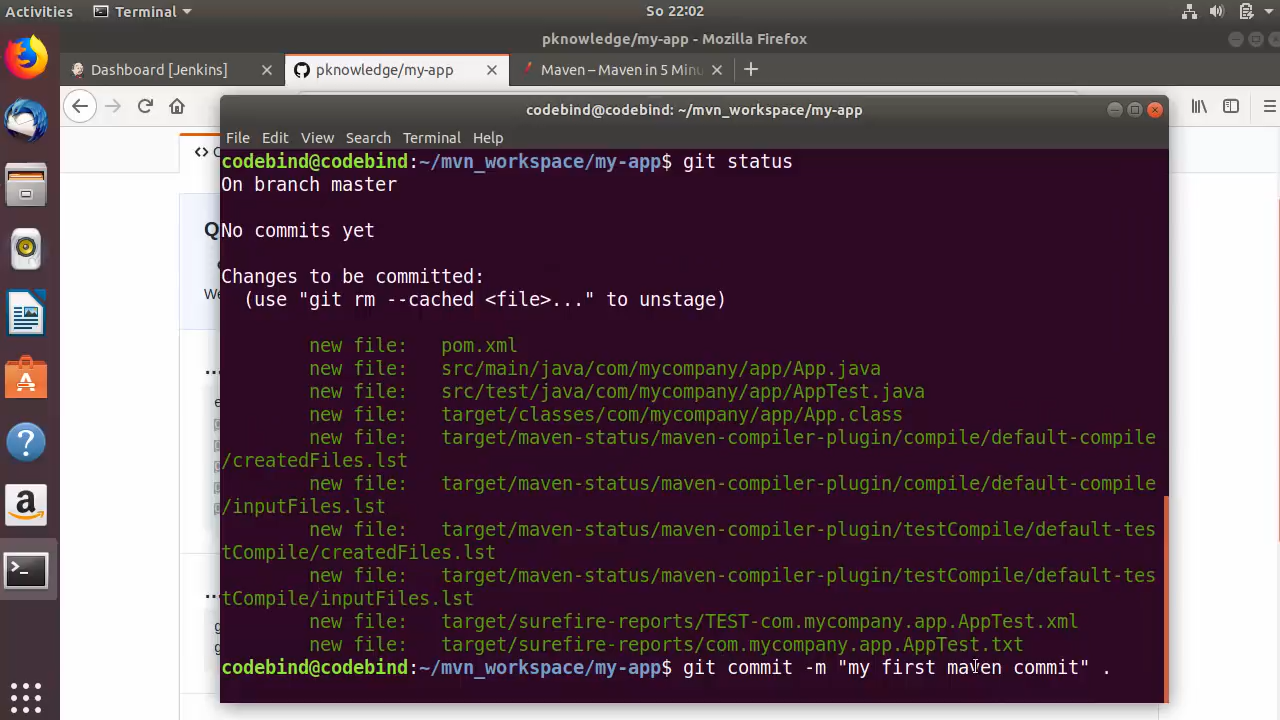 Activities
Terminal
So 22:02
pknowledge/my-app - Mozilla Firefox
Dashboard [Jenkins]
pknowledge/my-app
Maven – Maven in 5 Minu
codebind@codebind: ~/mvn_workspace/my-app
File Edit View Search Terminal Help
codebind@codebind:~/mvn_workspace/my-app$ git status
On branch master
No commits yet
Changes to be committed:
(use "git rm --cached <file>..." to unstage)
new file: pom.xml
new file: src/main/java/com/mycompany/app/App.java
new file: src/test/java/com/mycompany/app/AppTest.java
new file: target/classes/com/mycompany/app/App.class
new file: target/maven-status/maven-compiler-plugin/compile/default-compile
/createdFiles.lst
new file: target/maven-status/maven-compiler-plugin/compile/default-compile
/inputFiles.lst
new file: target/maven-status/maven-compiler-plugin/testCompile/default-tes
tCompile/createdFiles.lst
new file: target/maven-status/maven-compiler-plugin/testCompile/default-tes
tCompile/inputFiles.lst
new file: target/surefire-reports/TEST-com.mycompany.app.AppTest.xml
new file: target/surefire-reports/com.mycompany.app.AppTest.txt
codebind@codebind:~/mvn_workspace/my-app$ git commit -m "my first maven commit" .